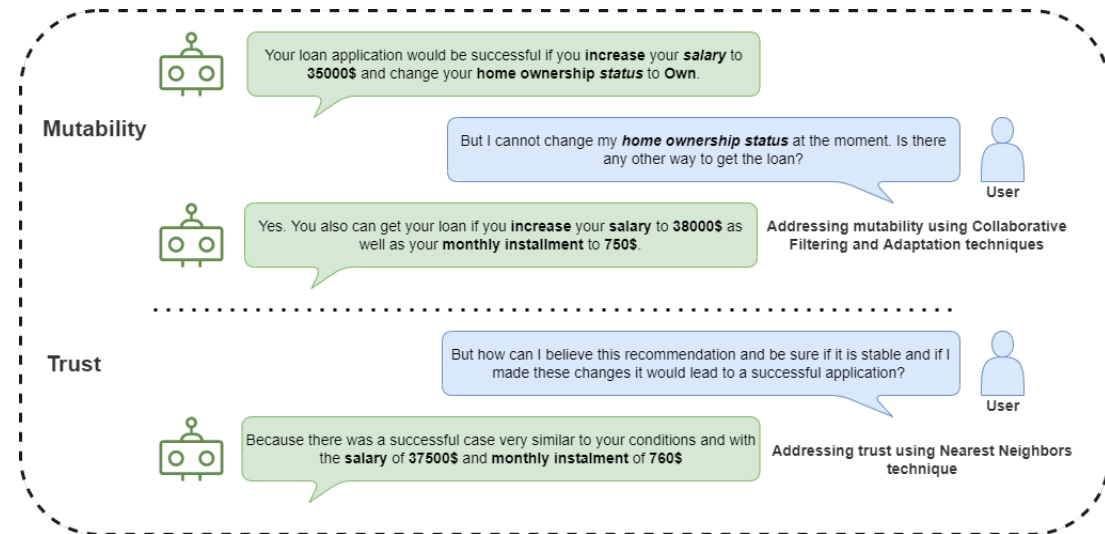 Your loan application would be successful if you increase your salary to
35000$ and change your home ownership status to Own.
Mutability
But I cannot change my home ownership status at the moment. Is there
any other way to get the loan?
User
Yes. You also can get your loan if you increase your salary to 38000$ as
well as your monthly installment to 750$.
Addressing mutability using Collaborative
Filtering and Adaptation techniques
Trust
But how can I believe this recommendation and be sure if it is stable and if I
made these changes it would lead to a successful application?
User
Because there was a successful case very similar to your conditions and with
the salary of 37500$ and monthly instalment of 760$
Addressing trust using Nearest Neighbors
technique